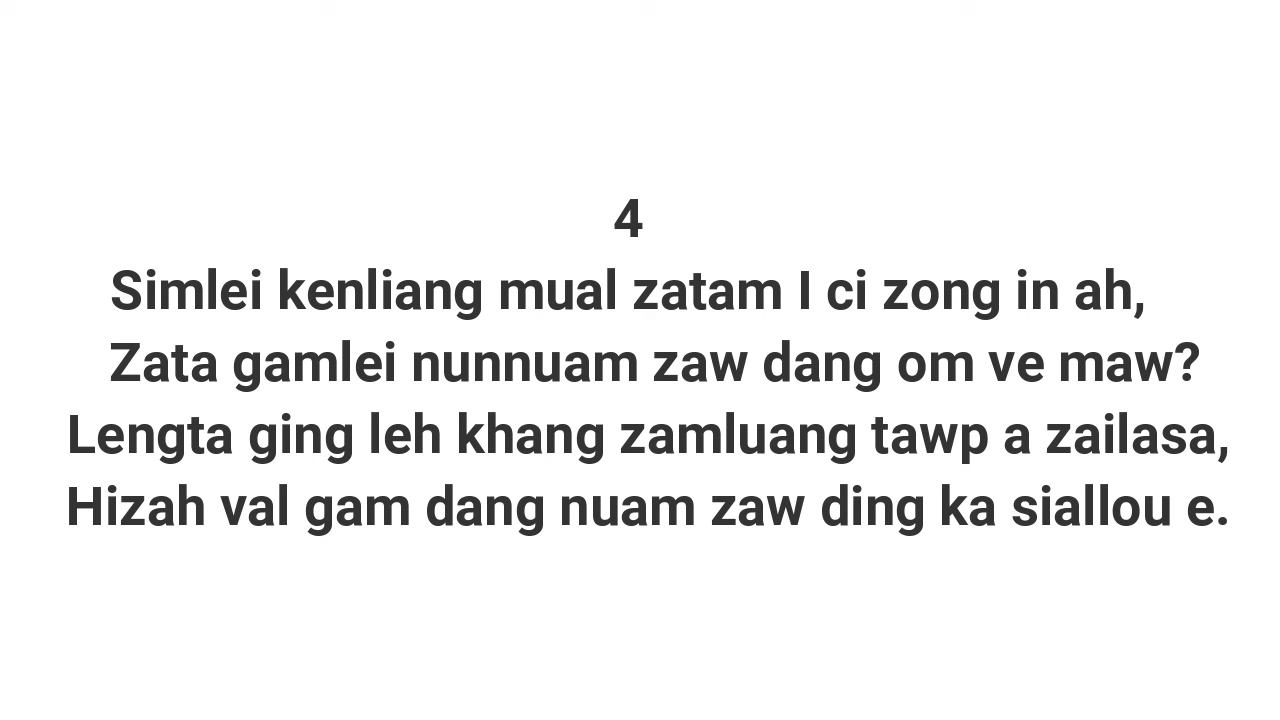 4
Simlei kenliang mual zatam I ci zong in ah,
Zata gamlei nunnuam zaw dang om ve maw?
Lengta ging leh khang zamluang tawp a zailasa,
Hizah val gam dang nuam zaw ding ka siallou e.